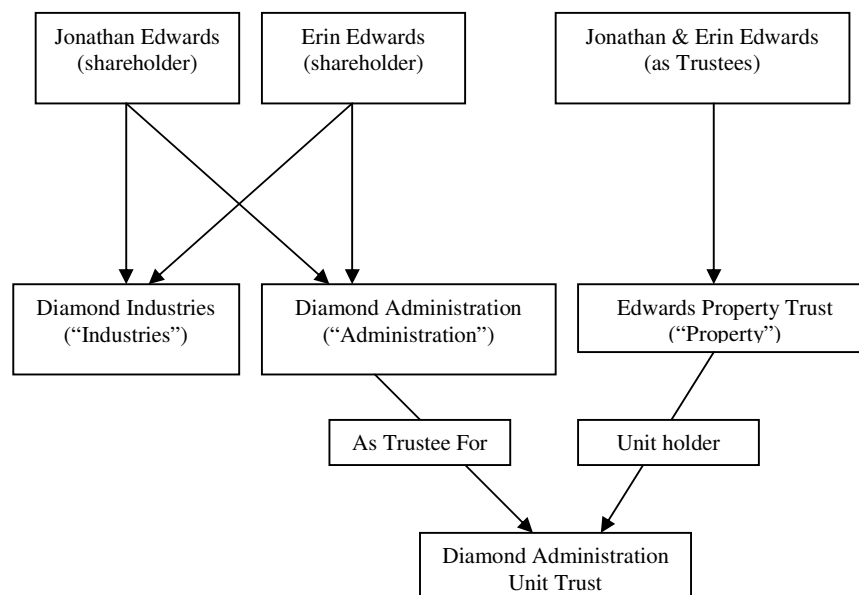 Jonathan Edwards
(shareholder)
Erin Edwards
(shareholder)
Jonathan & Erin Edwards
(as Trustees)
Diamond Industries
(“Industries”)
Diamond Administration
(“Administration”)
Edwards Property Trust
(“Property”)
As Trustee For
Unit holder
Diamond Administration
Unit Trust